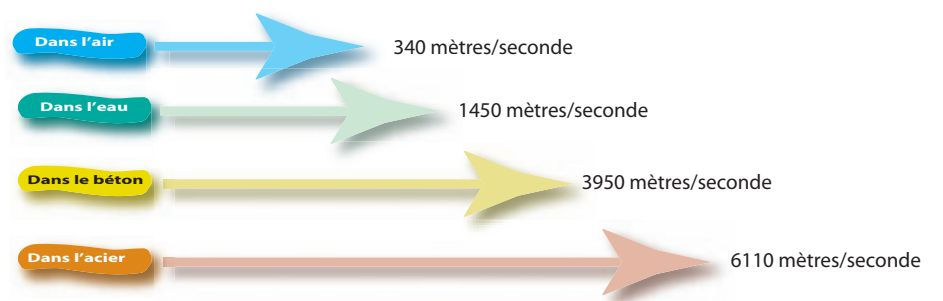 Dans l'air
340 mètres/seconde
Dans l'eau
1450 mètres/seconde
Dans le béton
3950 mètres/seconde
Dans l'acier
6110 mètres/seconde